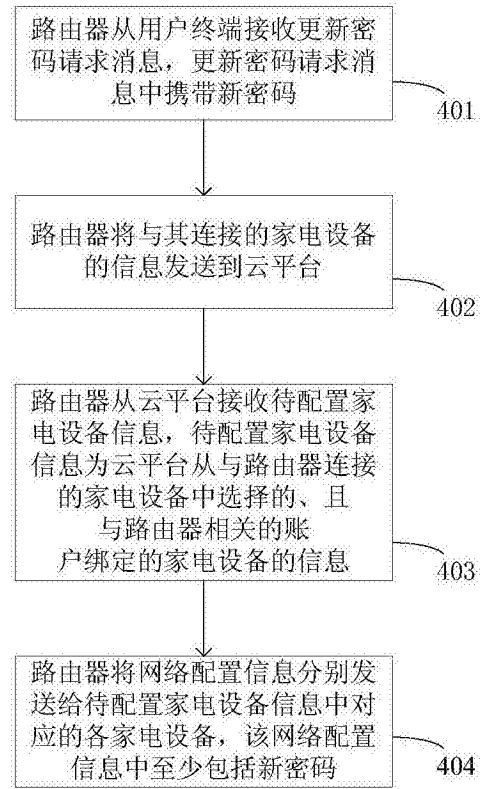 路由器从用户终端接收更新密
码请求消息，更新密码请求消
息中携带新密码
401
路由器将与其连接的家电设备
的信息发送到云平台
402
路由器从云平台接收待配置家
电设备信息，待配置家电设备
信息为云平台从与路由器连接
的家电设备中选择的、且
与路由器相关的账
户绑定的家电设备的信息
403
路由器将网络配置信息分别发
送给待配置家电设备信息中对
应的各家电设备，该网络配置
信息中至少包括新密码
404